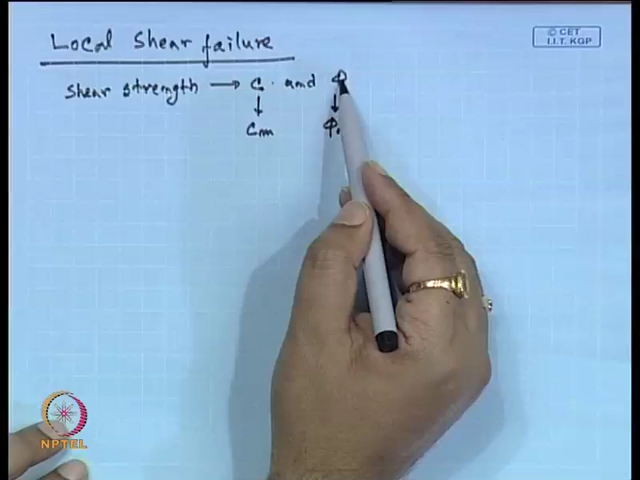 Local Shear failure
© CET
I.I.T. KGP
Shear strength → C. and φ
↓ ↓
Cm φ
NPTEL